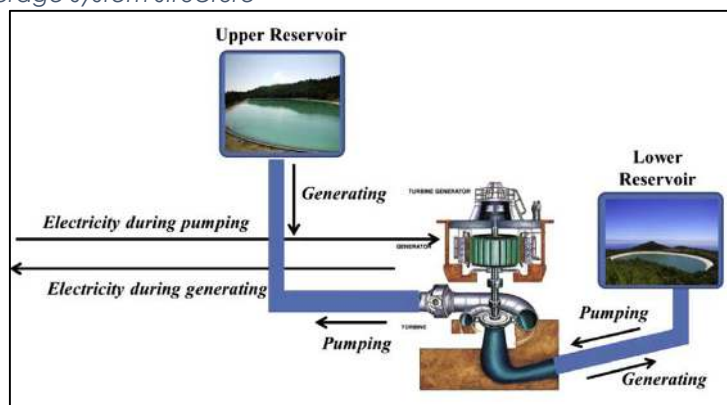 Upper Reservoir
Lower
Reservoir
TURBINE GENERATOR
Generating
Electricity during pumping
GENERATOR
Electricity during generating
Pumping
TURBINE
Pumping
Generating